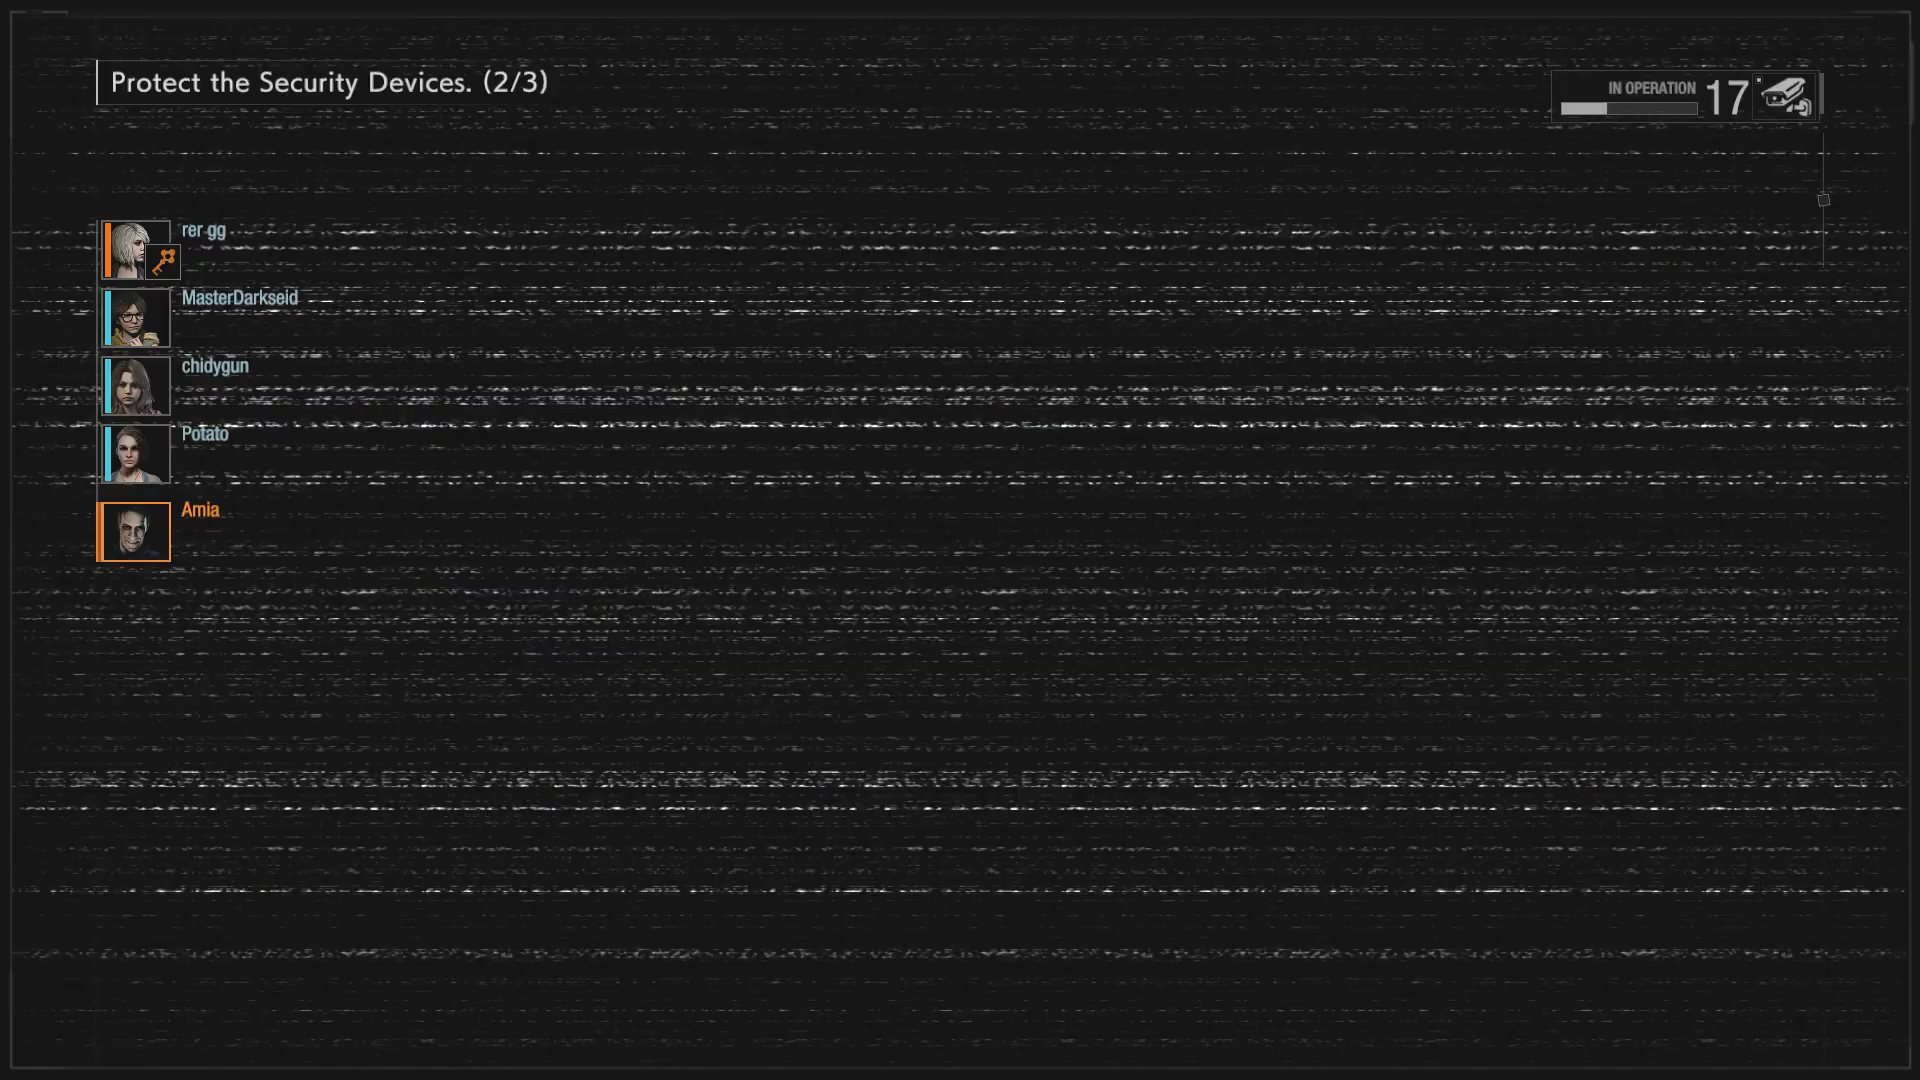 Protect the Security Devices. (2/3)
IN OPERATION 17
rer gg
MasterDarkseid
chidygun
Potato
Amia